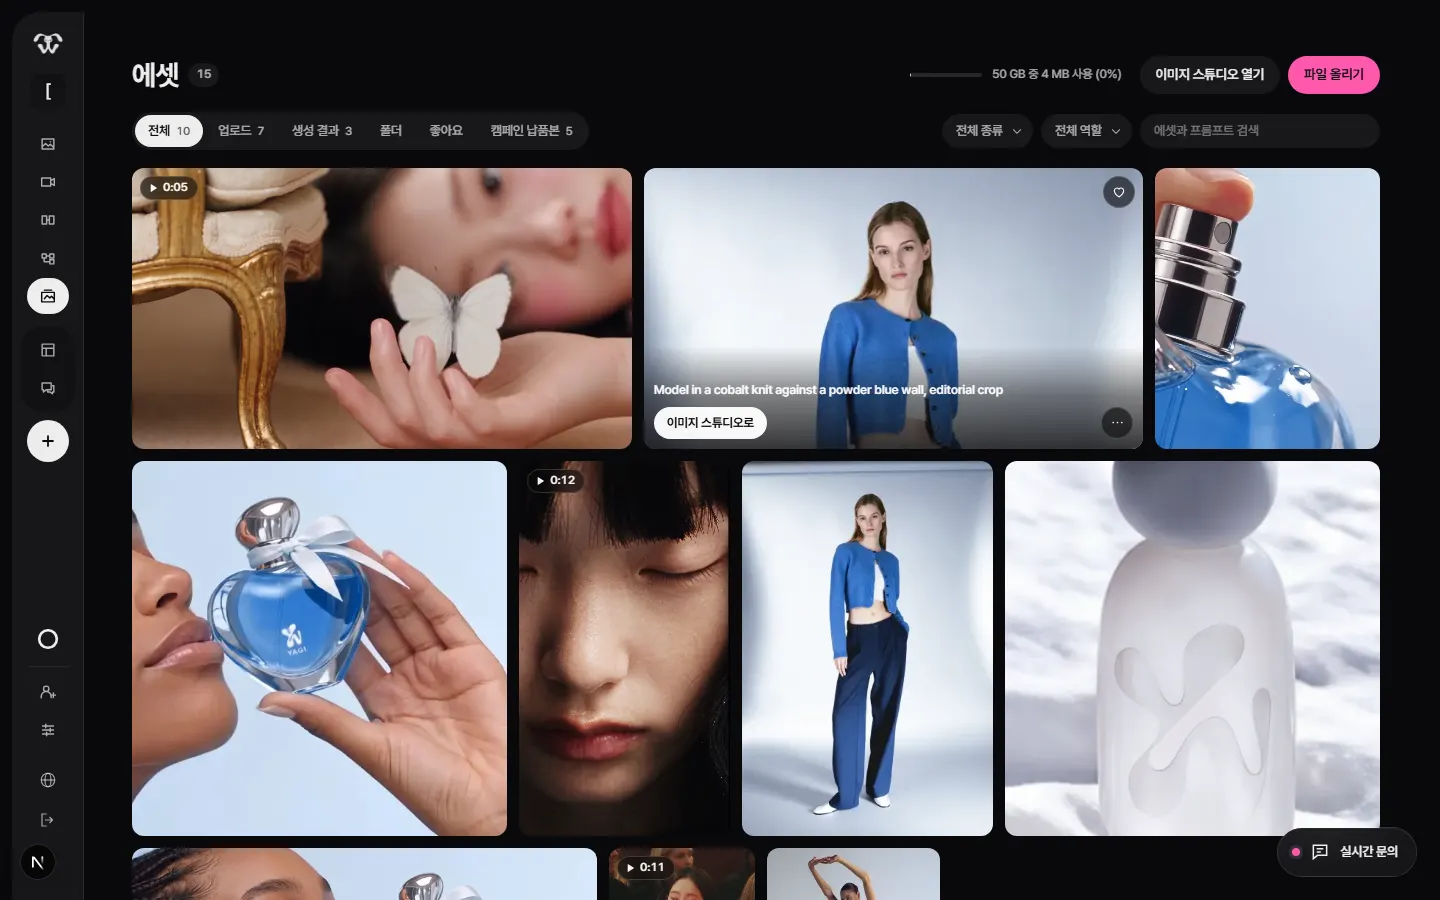 에셋 15
50 GB 중 4 MB 사용 (0%)
이미지 스튜디오 열기
파일 올리기
[
전체 10
업로드 7
생성 결과 3
폴더
좋아요
캠페인 납품본 5
전체 종류
전체 역할
에셋과 프롬프트 검색
0:05
Model in a cobalt knit against a powder blue wall, editorial crop
이미지 스튜디오로
0:12
YAGI
N
실시간 문의
0:11